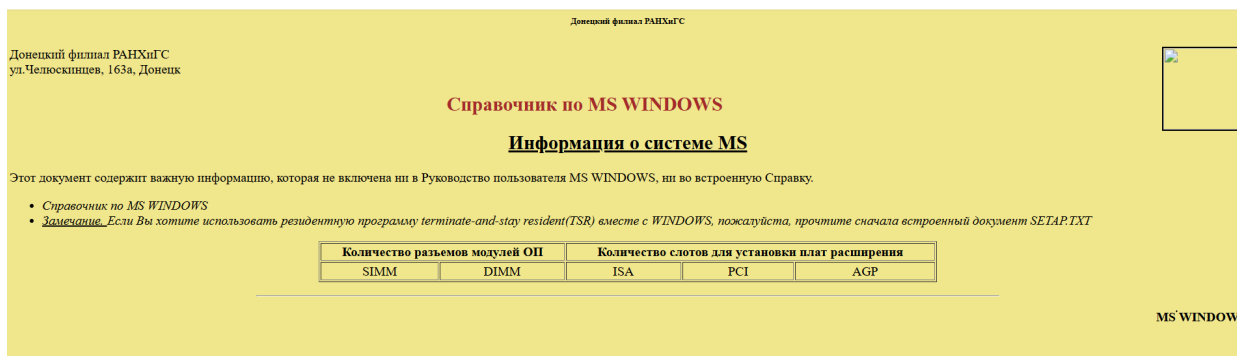 Донецкий филиал РАНХиГС
Донецкий филиал РАНХиГС
ул.Челюскинцев, 163а, Донецк
Справочник по MS WINDOWS
Информация о системе MS
Этот документ содержит важную информацию, которая не включена ни в Руководство пользователя MS WINDOWS, ни во встроенную Справку.
Справочник по MS WINDOWS
Замечание. Если Вы хотите использовать резидентную программу terminate-and-stay resident(TSR) вместе с WINDOWS, пожалуйста, прочтите сначала встроенный документ SETAP.TXT
Количество разъемов модулей ОП Количество слотов для установки плат расширения
SIMM DIMM ISA PCI AGP
MS WINDOW